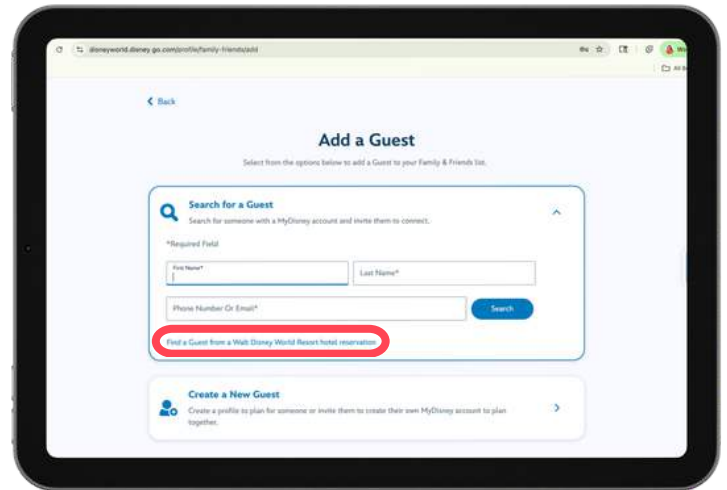 disneyworld.disney.go.com/profile/family-friends/add
All B
Back
Add a Guest
Select from the options below to add a Guest to your Family & Friends list.
Search for a Guest
Search for someone with a MyDisney account and invite them to connect.
*Required Field
First Name*
Last Name*
Phone Number Or Email*
Search
Find a Guest from a Walt Disney World Resort hotel reservation
Create a New Guest
Create a profile to plan for someone or invite them to create their own MyDisney account to plan
together.